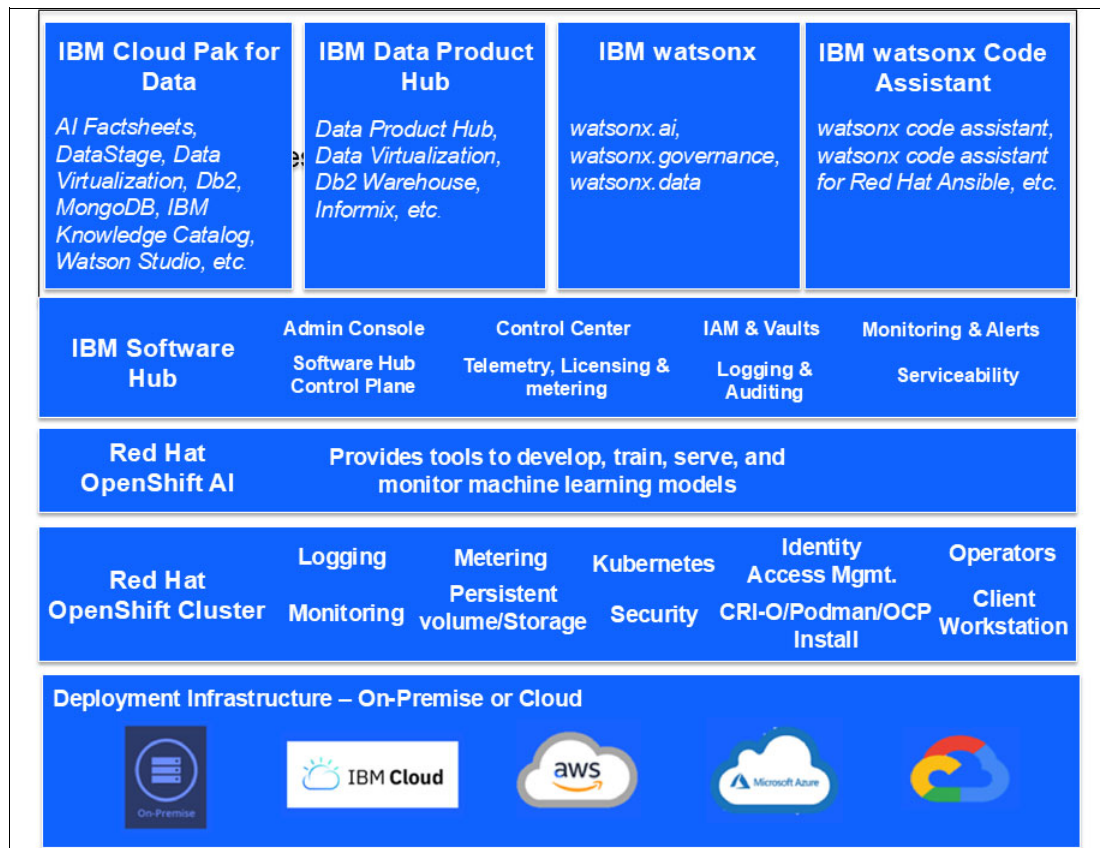 IBM Cloud Pak for
Data
AI Factsheets,
DataStage, Data
Virtualization, Db2,
MongoDB, IBM
Knowledge Catalog,
Watson Studio, etc.
es
IBM Data Product
Hub
Data Product Hub,
Data Virtualization,
Db2 Warehouse,
Informix, etc.
IBM watsonx
watsonx.ai,
watsonx.governance,
watsonx.data
IBM watsonx Code
Assistant
watsonx code assistant,
watsonx code assistant
for Red Hat Ansible, etc.
IBM Software
Hub
Admin Console
Software Hub
Control Plane
Control Center
Telemetry, Licensing &
metering
IAM & Vaults
Logging &
Auditing
Monitoring & Alerts
Serviceability
Red Hat
OpenShift AI
Provides tools to develop, train, serve, and
monitor machine learning models
Red Hat
OpenShift Cluster
Logging
Monitoring
Metering
Persistent
volume/Storage
Kubernetes
Security
Identity
Access Mgmt.
CRI-O/Podman/OCP
Install
Operators
Client
Workstation
Deployment Infrastructure – On-Premise or Cloud
On-Premise
IBM Cloud
aws
Microsoft Azure